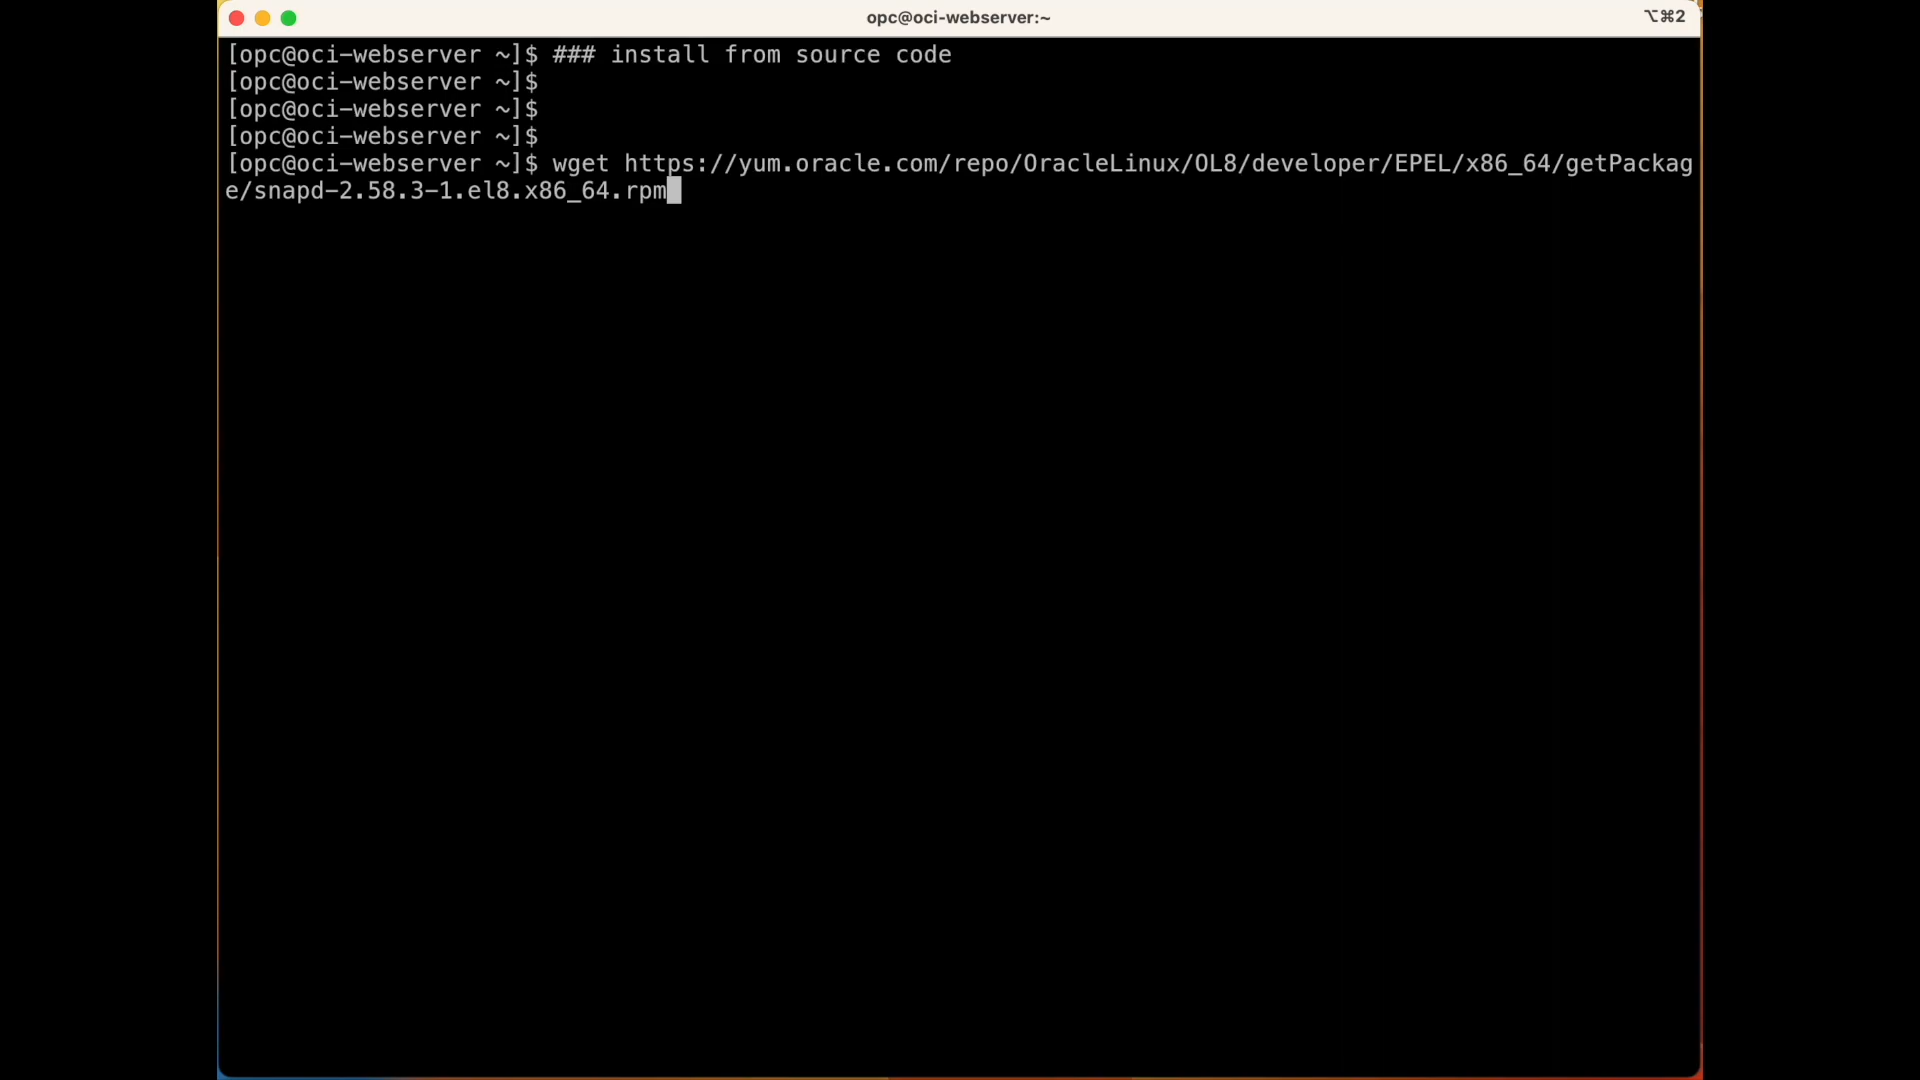 opc@oci-webserver:~
⌥⌘2
[opc@oci-webserver ~]$ ### install from source code
[opc@oci-webserver ~]$
[opc@oci-webserver ~]$
[opc@oci-webserver ~]$
[opc@oci-webserver ~]$ wget https://yum.oracle.com/repo/OracleLinux/OL8/developer/EPEL/x86_64/getPackag
e/snapd-2.58.3-1.el8.x86_64.rpm